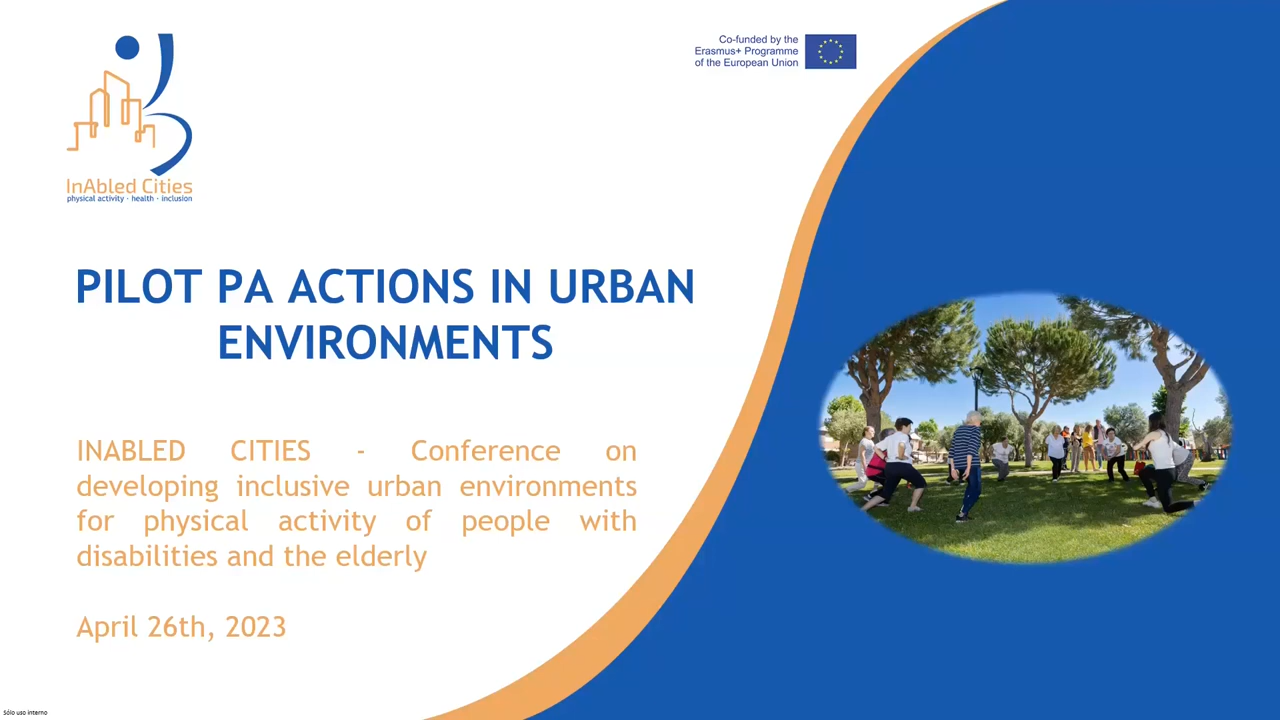 Co-funded by the
Erasmus+ Programme
of the European Union
InAbled Cities
physical activity · health · inclusion
PILOT PA ACTIONS IN URBAN
ENVIRONMENTS
INABLED CITIES - Conference on
developing inclusive urban environments
for physical activity of people with
disabilities and the elderly
April 26th, 2023
Sólo uso interno